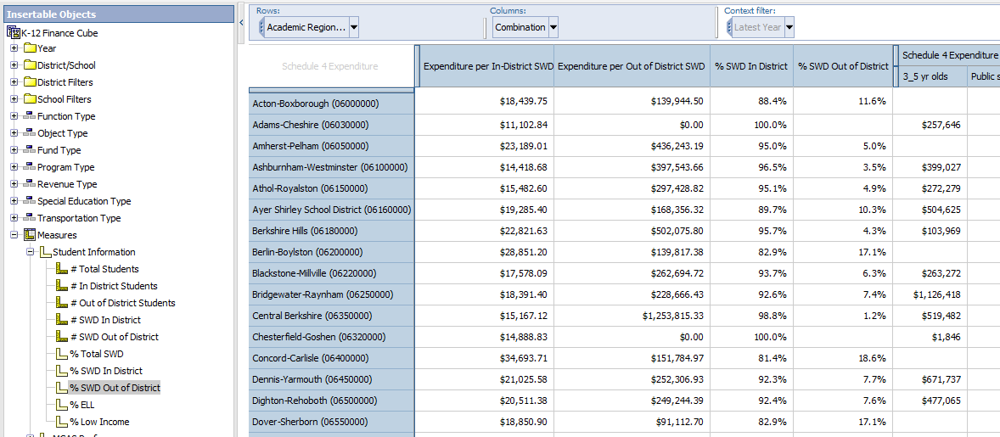 Insertable Objects
K-12 Finance Cube
Year
District/School
District Filters
School Filters
Function Type
Object Type
Fund Type
Program Type
Revenue Type
Special Education Type
Transportation Type
Measures
Student Information
# Total Students
# In District Students
# Out of District Students
# SWD In District
# SWD Out of District
% Total SWD
% SWD In District
% SWD Out of District
% ELL
% Low Income
Rows: Columns: Context filter:
Academic Region... Combination Latest Year
Schedule 4 Expenditure Expenditure per In-District SWD Expenditure per Out of District SWD % SWD In District % SWD Out of District Schedule 4 Expenditure
3_5 yr olds Public s
Acton-Boxborough (06000000) $18,439.75 $139,944.50 88.4% 11.6%
Adams-Cheshire (06030000) $11,102.84 $0.00 100.0% $257,646
Amherst-Pelham (06050000) $23,189.01 $436,243.19 95.0% 5.0%
Ashburnham-Westminster (06100000) $14,418.68 $397,543.66 96.5% 3.5% $399,027
Athol-Royalston (06150000) $15,482.60 $297,428.82 95.1% 4.9% $272,279
Ayer Shirley School District (06160000) $19,285.40 $168,356.32 89.7% 10.3% $504,625
Berkshire Hills (06180000) $22,821.63 $502,075.80 95.7% 4.3% $103,969
Berlin-Boylston (06200000) $28,851.20 $139,817.38 82.9% 17.1%
Blackstone-Millville (06220000) $17,578.09 $262,694.72 93.7% 6.3% $263,272
Bridgewater-Raynham (06250000) $18,391.40 $228,666.43 92.6% 7.4% $1,126,418
Central Berkshire (06350000) $15,167.12 $1,253,815.33 98.8% 1.2% $519,482
Chesterfield-Goshen (06320000) $14,888.83 $0.00 100.0% $1,846
Concord-Carlisle (06400000) $34,693.71 $151,784.97 81.4% 18.6%
Dennis-Yarmouth (06450000) $21,025.58 $252,306.93 92.3% 7.7% $671,737
Dighton-Rehoboth (06500000) $20,511.38 $249,244.39 92.4% 7.6% $477,065
Dover-Sherborn (06550000) $18,850.90 $91,112.70 82.9% 17.1%